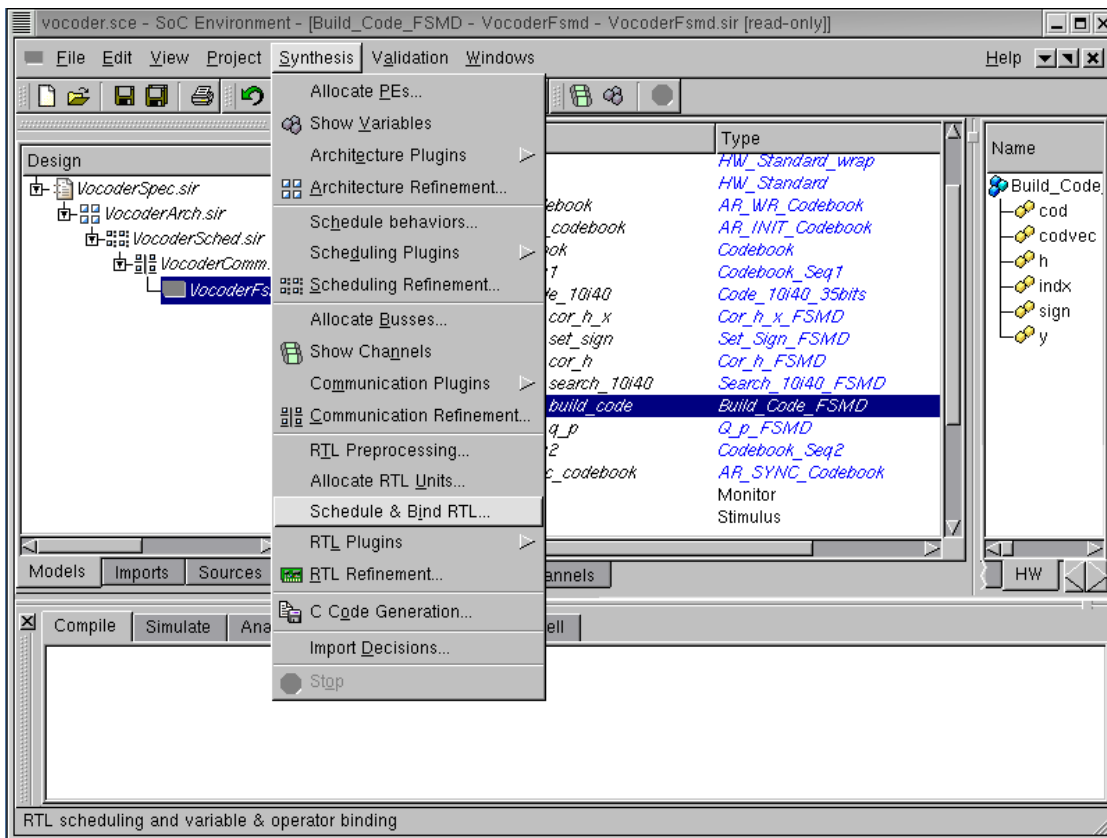 vocoder.sce - SoC Environment - [Build_Code_FSMD - VocoderFsmd - VocoderFsmd.sir [read-only]]
File Edit View Project Synthesis Validation Windows Help
Allocate PEs...
Show Variables
Architecture Plugins
Architecture Refinement...
Schedule behaviors...
Scheduling Plugins
Scheduling Refinement...
Allocate Busses...
Show Channels
Communication Plugins
Communication Refinement...
RTL Preprocessing...
Allocate RTL Units...
Schedule & Bind RTL...
RTL Plugins
RTL Refinement...
C Code Generation...
Import Decisions...
Stop
Design
VocoderSpec.sir
VocoderArch.sir
VocoderSched.sir
VocoderComm.
VocoderFs
Type
HW_Standard_wrap
HW_Standard
ebook AR_WR_Codebook
_codebook AR_INIT_Codebook
ok Codebook
1 Codebook_Seq1
le_10i40 Code_10i40_35bits
cor_h_x Cor_h_x_FSMD
set_sign Set_Sign_FSMD
cor_h Cor_h_FSMD
search_10i40 Search_10i40_FSMD
build_code Build_Code_FSMD
q_p Q_p_FSMD
2 Codebook_Seq2
c_codebook AR_SYNC_Codebook
Monitor
Stimulus
Name
Build_Code
cod
codvec
h
indx
sign
y
Models Imports Sources annels HW
Compile Simulate Ana ell
RTL scheduling and variable & operator binding